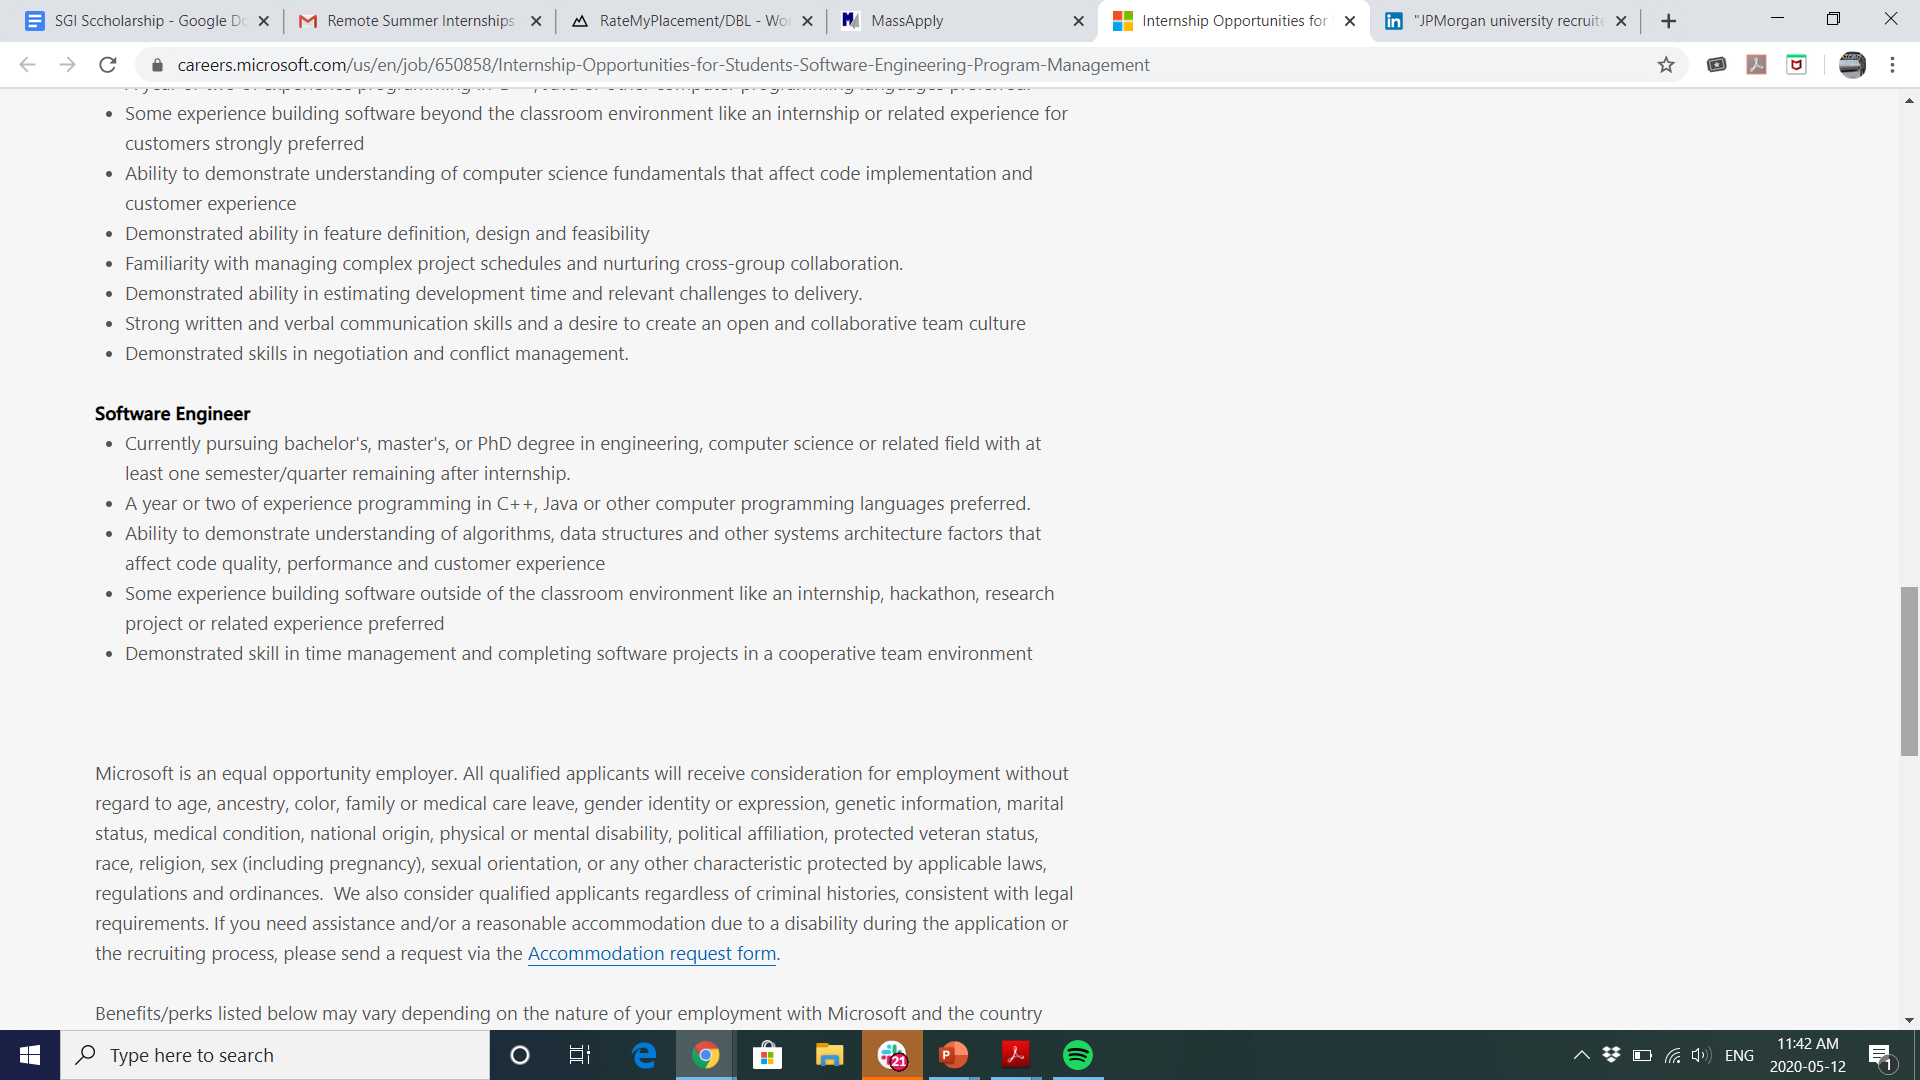 SGI Sccholarship - Google Do
Remote Summer Internships
RateMyPlacement/DBL - Wor
MassApply
Internship Opportunities for
"JPMorgan university recruite
careers.microsoft.com/us/en/job/650858/Internship-Opportunities-for-Students-Software-Engineering-Program-Management
A year or two of experience programming in C++, Java or other computer programming languages preferred.
• Some experience building software beyond the classroom environment like an internship or related experience for
customers strongly preferred
• Ability to demonstrate understanding of computer science fundamentals that affect code implementation and
customer experience
• Demonstrated ability in feature definition, design and feasibility
• Familiarity with managing complex project schedules and nurturing cross-group collaboration.
• Demonstrated ability in estimating development time and relevant challenges to delivery.
• Strong written and verbal communication skills and a desire to create an open and collaborative team culture
• Demonstrated skills in negotiation and conflict management.
Software Engineer
• Currently pursuing bachelor's, master's, or PhD degree in engineering, computer science or related field with at
least one semester/quarter remaining after internship.
• A year or two of experience programming in C++, Java or other computer programming languages preferred.
• Ability to demonstrate understanding of algorithms, data structures and other systems architecture factors that
affect code quality, performance and customer experience
• Some experience building software outside of the classroom environment like an internship, hackathon, research
project or related experience preferred
• Demonstrated skill in time management and completing software projects in a cooperative team environment
Microsoft is an equal opportunity employer. All qualified applicants will receive consideration for employment without
regard to age, ancestry, color, family or medical care leave, gender identity or expression, genetic information, marital
status, medical condition, national origin, physical or mental disability, political affiliation, protected veteran status,
race, religion, sex (including pregnancy), sexual orientation, or any other characteristic protected by applicable laws,
regulations and ordinances.  We also consider qualified applicants regardless of criminal histories, consistent with legal
requirements. If you need assistance and/or a reasonable accommodation due to a disability during the application or
the recruiting process, please send a request via the Accommodation request form.
Benefits/perks listed below may vary depending on the nature of your employment with Microsoft and the country
Type here to search
21
ENG
11:42 AM
2020-05-12
1